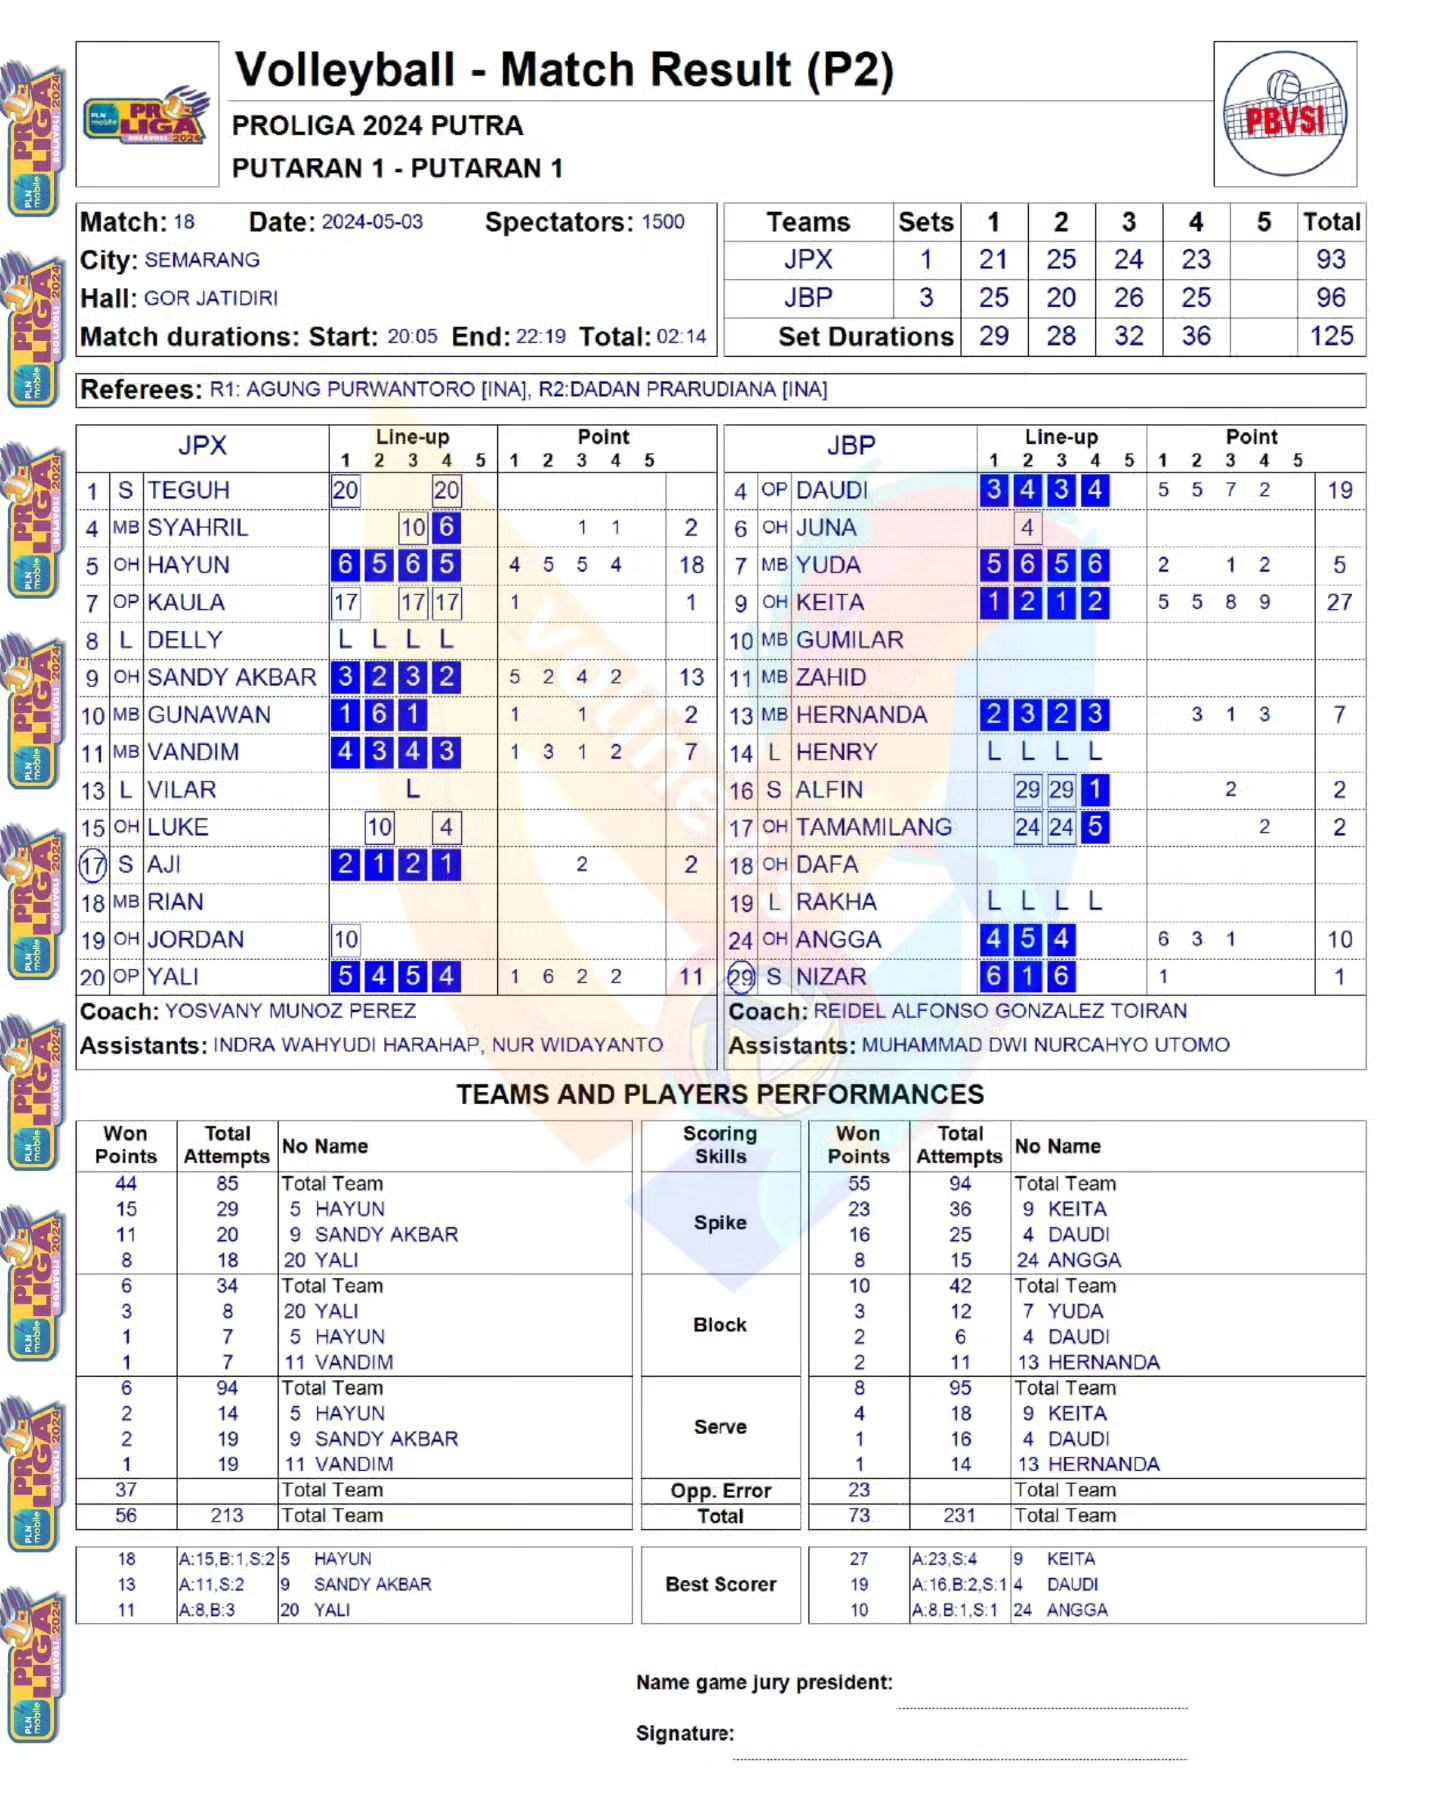 Volleyball - Match Result (P2)
PROLIGA 2024 PUTRA
PUTARAN 1 - PUTARAN 1
PLN mobile PROLIGA BOLAVOLI 2024
PBVSI
Match: 18 Date: 2024-05-03 Spectators: 1500
City: SEMARANG
Hall: GOR JATIDIRI
Match durations: Start: 20:05 End: 22:19 Total: 02:14
Teams Sets 1 2 3 4 5 Total
JPX 1 21 25 24 23 93
JBP 3 25 20 26 25 96
Set Durations 29 28 32 36 125
Referees: R1: AGUNG PURWANTORO [INA], R2:DADAN PRARUDIANA [INA]
JPX Line-up Point
1 2 3 4 5 1 2 3 4 5
1 S TEGUH 20 20
4 MB SYAHRIL 10 6 1 1 2
5 OH HAYUN 6 5 6 5 4 5 5 4 18
7 OP KAULA 17 17 17 1 1
8 L DELLY L L L L
9 OH SANDY AKBAR 3 2 3 2 5 2 4 2 13
10 MB GUNAWAN 1 6 1 1 1 2
11 MB VANDIM 4 3 4 3 1 3 1 2 7
13 L VILAR L
15 OH LUKE 10 4
17 S AJI 2 1 2 1 2 2
18 MB RIAN
19 OH JORDAN 10
20 OP YALI 5 4 5 4 1 6 2 2 11
Coach: YOSVANY MUNOZ PEREZ
Assistants: INDRA WAHYUDI HARAHAP, NUR WIDAYANTO
JBP Line-up Point
1 2 3 4 5 1 2 3 4 5
4 OP DAUDI 3 4 3 4 5 5 7 2 19
6 OH JUNA 4
7 MB YUDA 5 6 5 6 2 1 2 5
9 OH KEITA 1 2 1 2 5 5 8 9 27
10 MB GUMILAR
11 MB ZAHID
13 MB HERNANDA 2 3 2 3 3 1 3 7
14 L HENRY L L L L
16 S ALFIN 29 29 1 2 2
17 OH TAMAMILANG 24 24 5 2 2
18 OH DAFA
19 L RAKHA L L L L
24 OH ANGGA 4 5 4 6 3 1 10
29 S NIZAR 6 1 6 1 1
Coach: REIDEL ALFONSO GONZALEZ TOIRAN
Assistants: MUHAMMAD DWI NURCAHYO UTOMO
TEAMS AND PLAYERS PERFORMANCES
Won Points Total Attempts No Name Scoring Skills Won Points Total Attempts No Name
44 85 Total Team Spike 55 94 Total Team
15 29 5 HAYUN 23 36 9 KEITA
11 20 9 SANDY AKBAR 16 25 4 DAUDI
8 18 20 YALI 8 15 24 ANGGA
6 34 Total Team Block 10 42 Total Team
3 8 20 YALI 3 12 7 YUDA
1 7 5 HAYUN 2 6 4 DAUDI
1 7 11 VANDIM 2 11 13 HERNANDA
6 94 Total Team Serve 8 95 Total Team
2 14 5 HAYUN 4 18 9 KEITA
2 19 9 SANDY AKBAR 1 16 4 DAUDI
1 19 11 VANDIM 1 14 13 HERNANDA
37 Total Team Opp. Error 23 Total Team
56 213 Total Team Total 73 231 Total Team
18 A:15,B:1,S:2 5 HAYUN Best Scorer 27 A:23,S:4 9 KEITA
13 A:11,S:2 9 SANDY AKBAR 19 A:16,B:2,S:1 4 DAUDI
11 A:8,B:3 20 YALI 10 A:8,B:1,S:1 24 ANGGA
Name game jury president:
Signature: